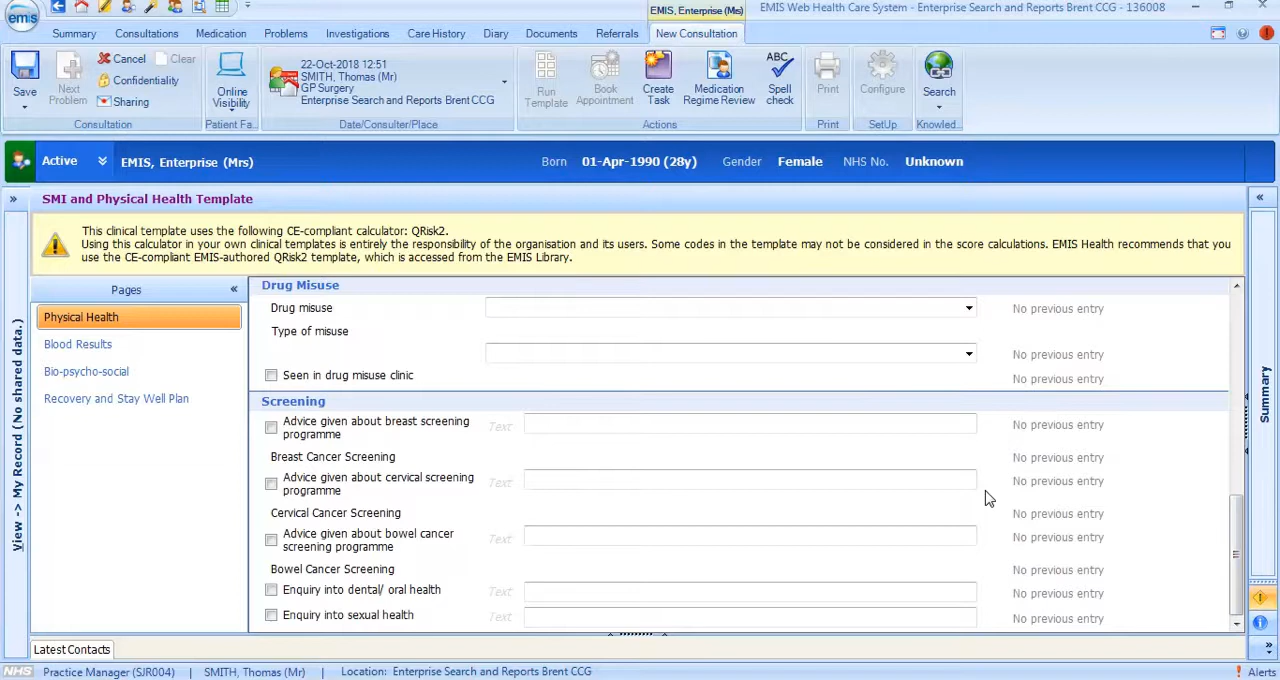 EMIS, Enterprise (Mrs)
EMIS Web Health Care System - Enterprise Search and Reports Brent CCG - 136008
emis
Summary Consultations Medication Problems Investigations Care History Diary Documents Referrals New Consultation
Save
Next Problem
Cancel Clear
Confidentiality
Sharing
Consultation
Online Visibility
Patient Fa...
22-Oct-2018 12:51
SMITH, Thomas (Mr)
GP Surgery
Enterprise Search and Reports Brent CCG
Date/Consulter/Place
Run Template
Book Appointment
Create Task
Medication Regime Review
ABC
Spell check
Actions
Print
Print
Configure
SetUp
Search
Knowled...
Active EMIS, Enterprise (Mrs) Born 01-Apr-1990 (28y) Gender Female NHS No. Unknown
» SMI and Physical Health Template «
This clinical template uses the following CE-compliant calculator: QRisk2.
Using this calculator in your own clinical templates is entirely the responsibility of the organisation and its users. Some codes in the template may not be considered in the score calculations. EMIS Health recommends that you
use the CE-compliant EMIS-authored QRisk2 template, which is accessed from the EMIS Library.
View -> My Record (No shared data.)
Pages «
Physical Health
Blood Results
Bio-psycho-social
Recovery and Stay Well Plan
Drug Misuse
Drug misuse No previous entry
Type of misuse
No previous entry
Seen in drug misuse clinic No previous entry
Screening
Advice given about breast screening
programme Text No previous entry
Breast Cancer Screening No previous entry
Advice given about cervical screening
programme Text No previous entry
Cervical Cancer Screening No previous entry
Advice given about bowel cancer
screening programme Text No previous entry
Bowel Cancer Screening No previous entry
Enquiry into dental/ oral health Text No previous entry
Enquiry into sexual health Text No previous entry
Summary
Latest Contacts
NHS Practice Manager (SJR004) | SMITH, Thomas (Mr) | Location: Enterprise Search and Reports Brent CCG ! Alerts